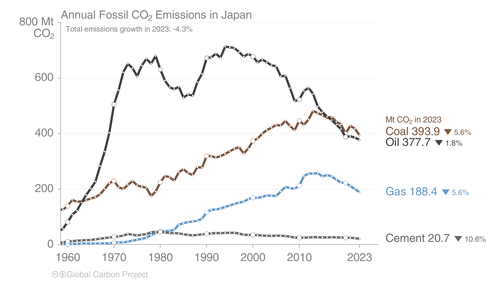 Annual Fossil CO₂ Emissions in Japan
800 Mt
CO₂
Total emissions growth in 2023: -4.3%
600
400
200
0
Mt CO₂ in 2023
Coal 393.9 ▼ 5.6%
Oil 377.7 ▼ 1.8%
Gas 188.4 ▼ 5.6%
Cement 20.7 ▼ 10.6%
1960 1970 1980 1990 2000 2010 2023
Global Carbon Project